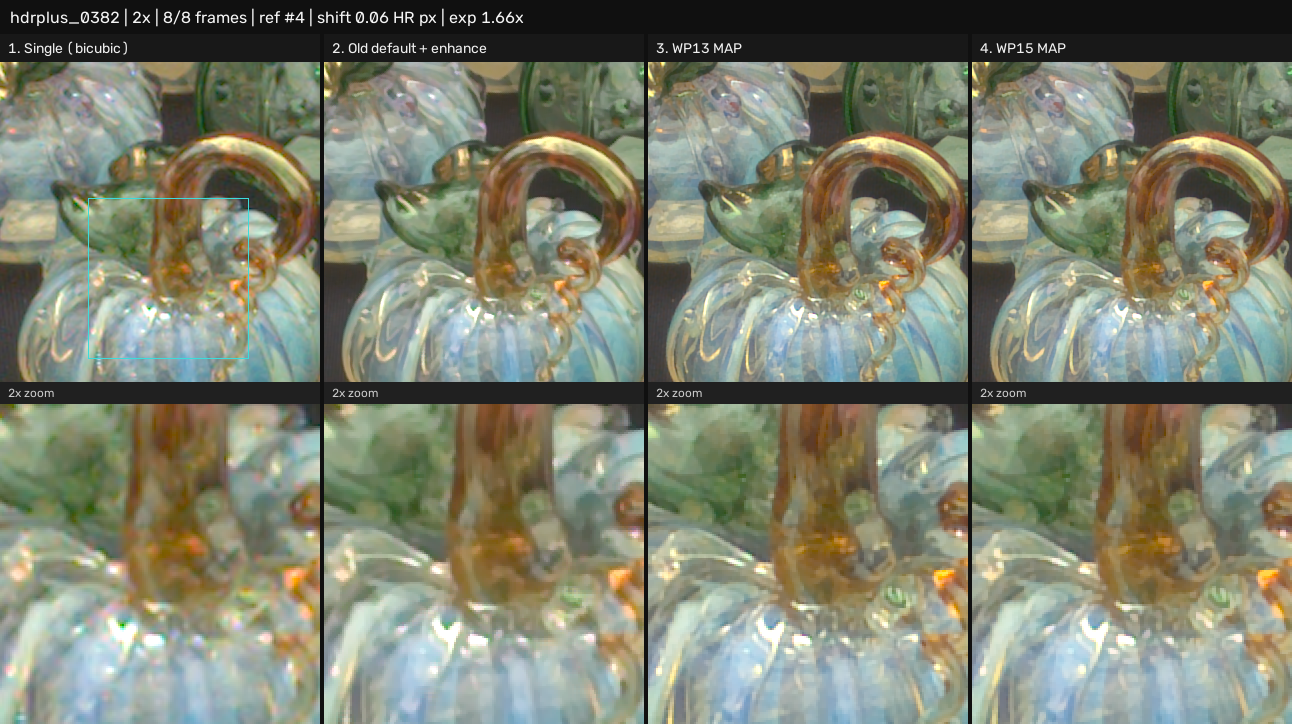 hdrplus_0382 | 2x | 8/8 frames | ref #4 | shift 0.06 HR px | exp 1.66x
1. Single (bicubic)
2. Old default + enhance
3. WP13 MAP
4. WP15 MAP
2x zoom
2x zoom
2x zoom
2x zoom